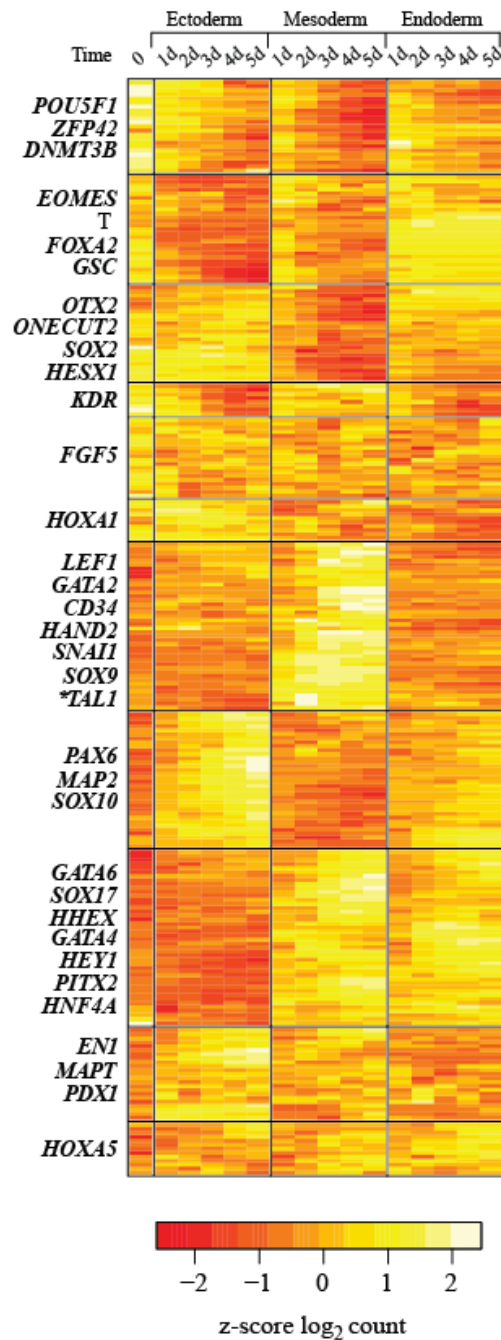 Ectoderm Mesoderm Endoderm
Time 0 1d 2d 3d 4d 5d 1d 2d 3d 4d 5d 1d 2d 3d 4d 5d
POU5F1
ZFP42
DNMT3B
EOMES
T
FOXA2
GSC
OTX2
ONECUT2
SOX2
HESX1
KDR
FGF5
HOXA1
LEF1
GATA2
CD34
HAND2
SNAI1
SOX9
*TAL1
PAX6
MAP2
SOX10
GATA6
SOX17
HHEX
GATA4
HEY1
PITX2
HNF4A
EN1
MAPT
PDX1
HOXA5
−2 −1 0 1 2
z-score log₂ count